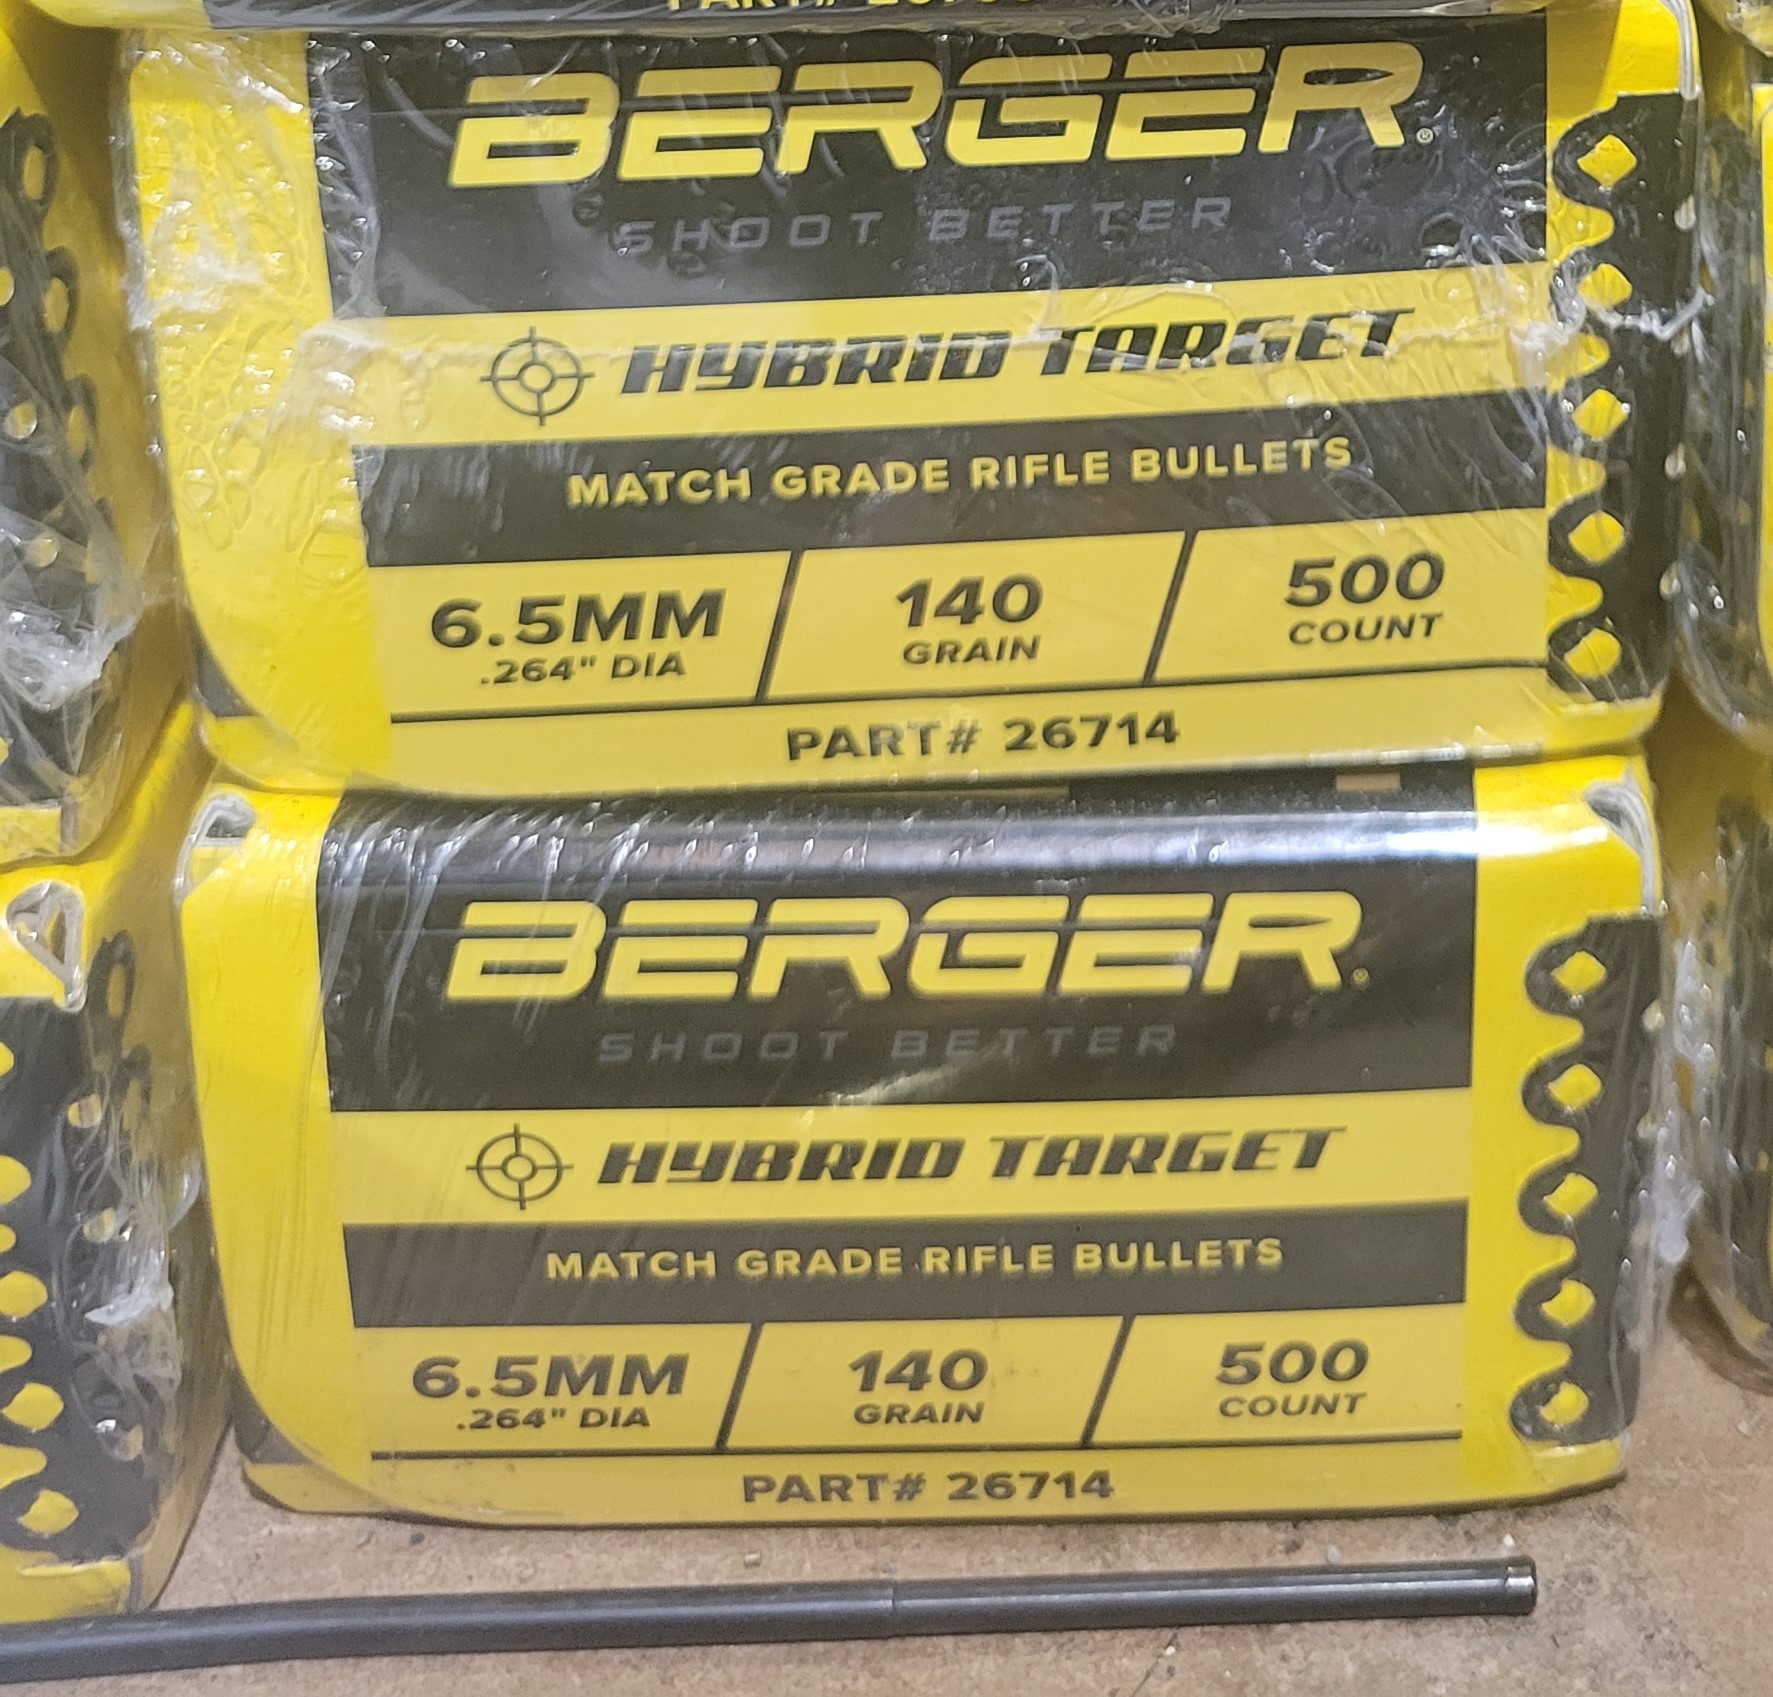 BERGER®
SHOOT BETTER
HYBRID TARGET
MATCH GRADE RIFLE BULLETS
6.5MM 140 500
.264" DIA GRAIN COUNT
PART# 26714
BERGER®
SHOOT BETTER
HYBRID TARGET
MATCH GRADE RIFLE BULLETS
6.5MM 140 500
.264" DIA GRAIN COUNT
PART# 26714